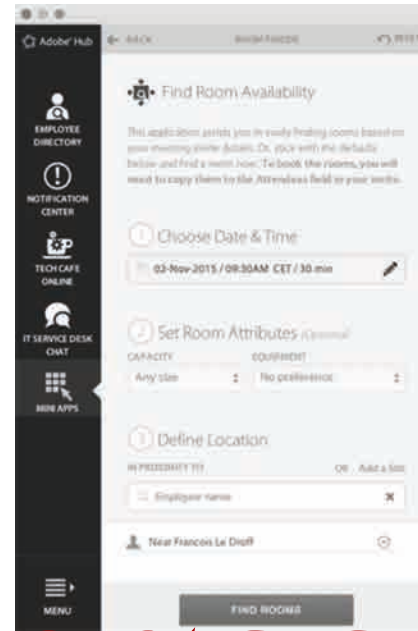 Adobe® Hub
BACK
ROOM FINDER
EMPLOYEE
DIRECTORY
NOTIFICATION
CENTER
TECH CAFE
ONLINE
IT SERVICE DESK
CHAT
MINI APPS
MENU
Find Room Availability
This application assists you in easily finding rooms based on
your meeting invite details. Or, stick with the defaults
below and find a room now. To book the rooms, you will
need to copy them to the Attendees field in your invite.
1 Choose Date & Time
02-Nov-2015 / 09:30AM CET / 30 min
2 Set Room Attributes (Optional)
CAPACITY EQUIPMENT
Any size No preference
3 Define Location
IN PROXIMITY TO OR Add a Site
Employee name
Near Francois Le Droff
FIND ROOMS